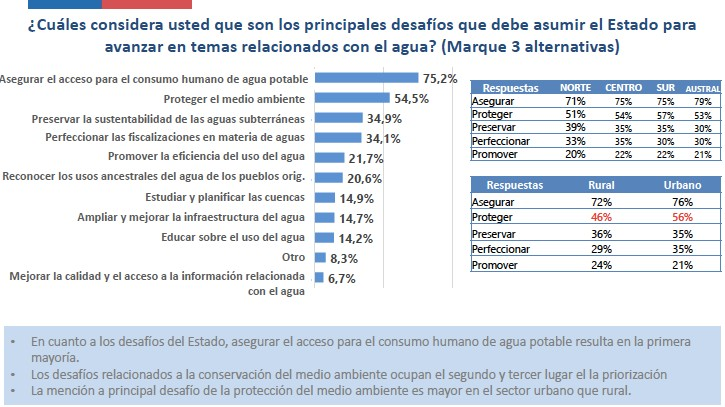 ¿Cuáles considera usted que son los principales desafíos que debe asumir el Estado para
avanzar en temas relacionados con el agua? (Marque 3 alternativas)
Asegurar el acceso para el consumo humano de agua potable 75,2%
Proteger el medio ambiente 54,5%
Preservar la sustentabilidad de las aguas subterráneas 34,9%
Perfeccionar las fiscalizaciones en materia de aguas 34,1%
Promover la eficiencia del uso del agua 21,7%
Reconocer los usos ancestrales del agua de los pueblos orig. 20,6%
Estudiar y planificar las cuencas 14,9%
Ampliar y mejorar la infraestructura del agua 14,7%
Educar sobre el uso del agua 14,2%
Otro 8,3%
Mejorar la calidad y el acceso a la información relacionada
con el agua 6,7%
Respuestas NORTE CENTRO SUR AUSTRAL
Asegurar 71% 75% 75% 79%
Proteger 51% 54% 57% 53%
Preservar 39% 35% 35% 30%
Perfeccionar 33% 35% 30% 30%
Promover 20% 22% 22% 21%
Respuestas Rural Urbano
Asegurar 72% 76%
Proteger 46% 56%
Preservar 36% 35%
Perfeccionar 29% 35%
Promover 24% 21%
• En cuanto a los desafíos del Estado, asegurar el acceso para el consumo humano de agua potable resulta en la primera
mayoría.
• Los desafíos relacionados a la conservación del medio ambiente ocupan el segundo y tercer lugar el la priorización
• La mención a principal desafío de la protección del medio ambiente es mayor en el sector urbano que rural.